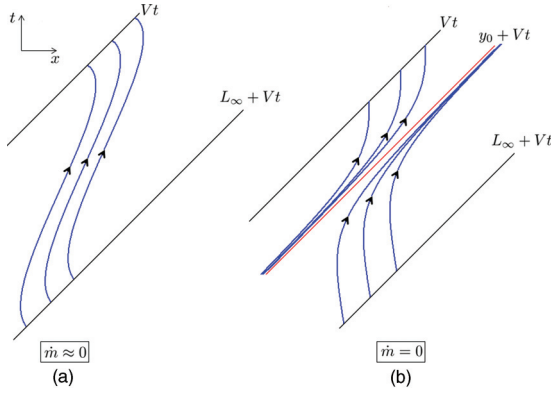 t
x
Vt
L∞ + Vt
ṁ ≈ 0
(a)
Vt
y₀ + Vt
L∞ + Vt
ṁ = 0
(b)